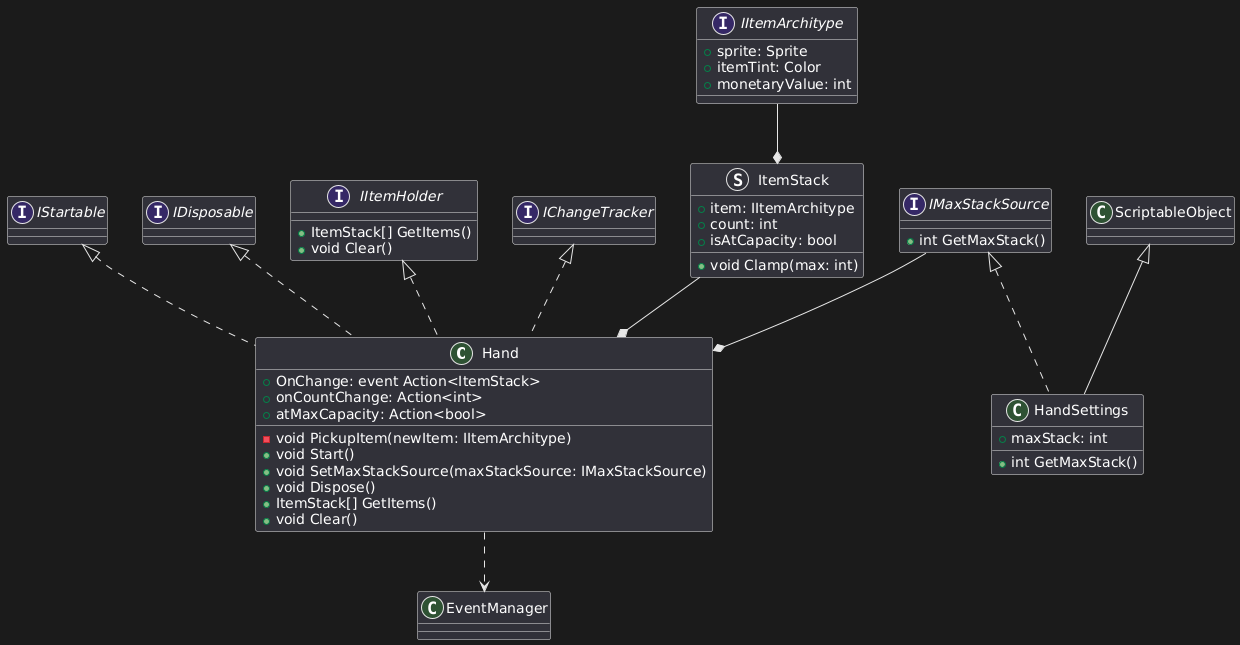 I IItemArchitype
sprite: Sprite
itemTint: Color
monetaryValue: int
I IStartable
I IDisposable
I IItemHolder
ItemStack[] GetItems()
void Clear()
I IChangeTracker
S ItemStack
item: IItemArchitype
count: int
isAtCapacity: bool
void Clamp(max: int)
I IMaxStackSource
int GetMaxStack()
C ScriptableObject
C Hand
OnChange: event Action<ItemStack>
onCountChange: Action<int>
atMaxCapacity: Action<bool>
void PickupItem(newItem: IItemArchitype)
void Start()
void SetMaxStackSource(maxStackSource: IMaxStackSource)
void Dispose()
ItemStack[] GetItems()
void Clear()
C HandSettings
maxStack: int
int GetMaxStack()
C EventManager